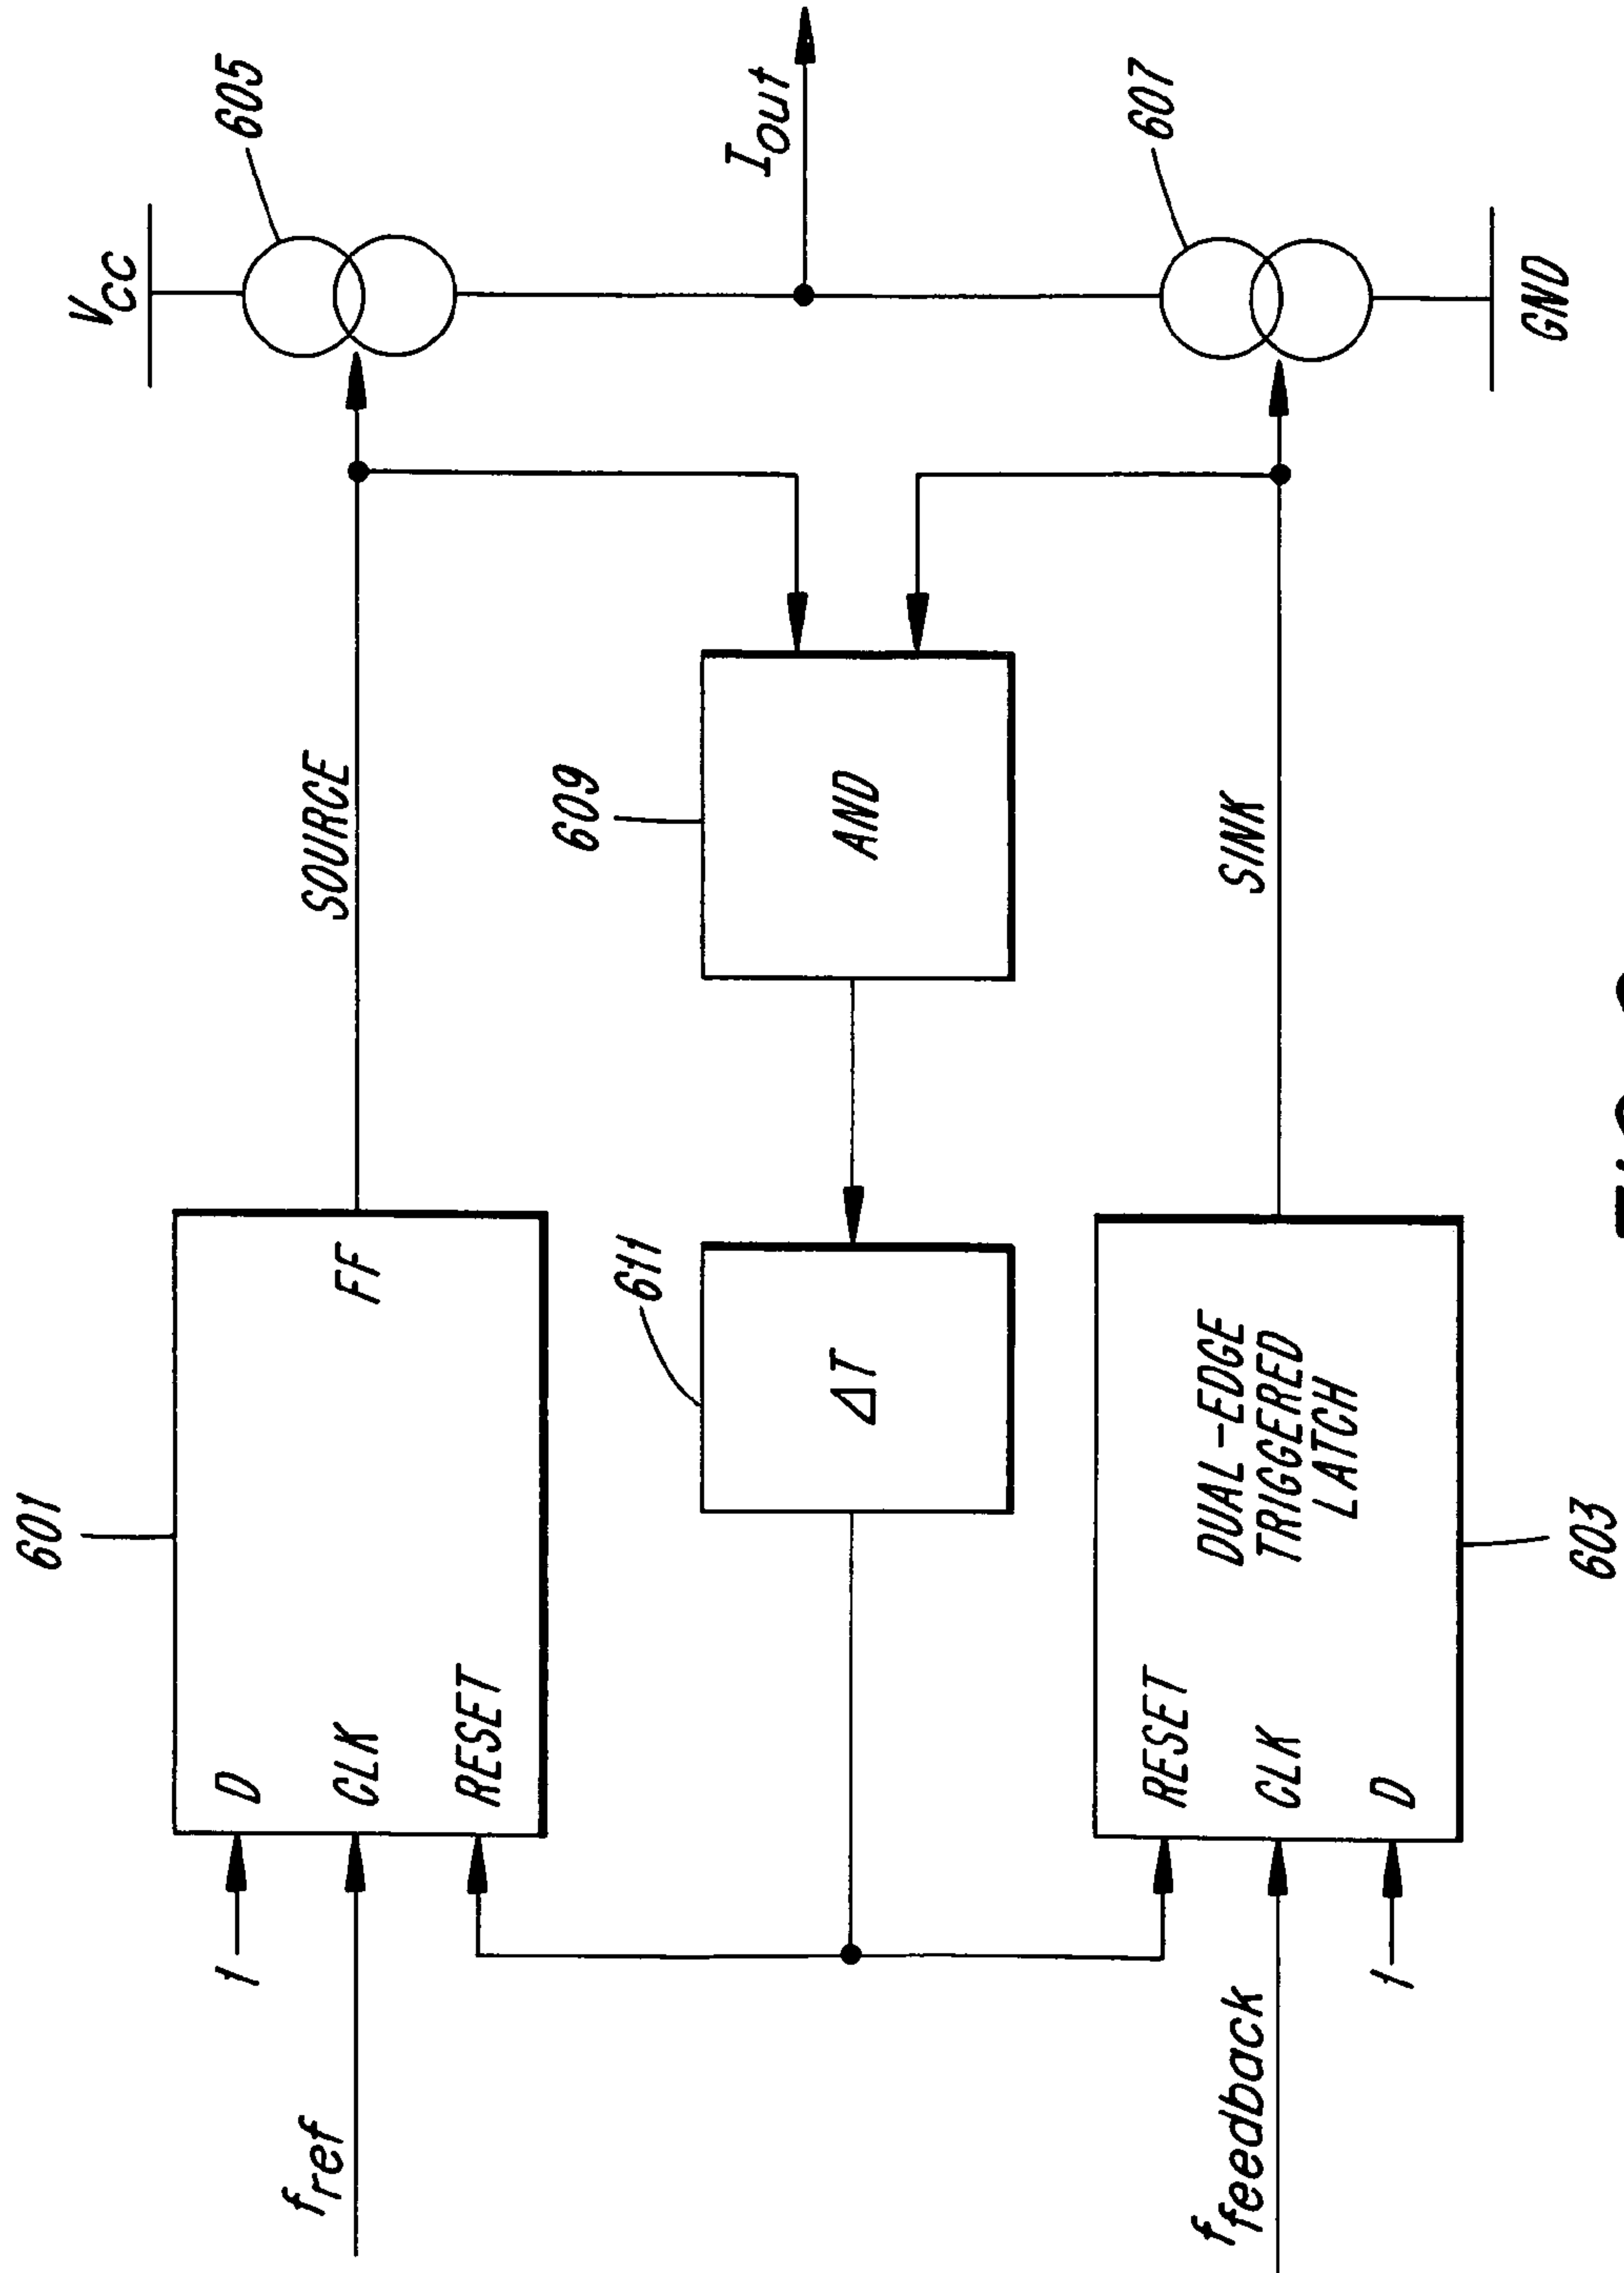 601
D
CLK
RESET
FF
1
f_ref
SOURCE
V_CC
605
609
AND
611
ΔT
I_out
RESET
CLK
D
DUAL-EDGE
TRIGGERED
LATCH
f_feedback
1
SINK
607
GND
603